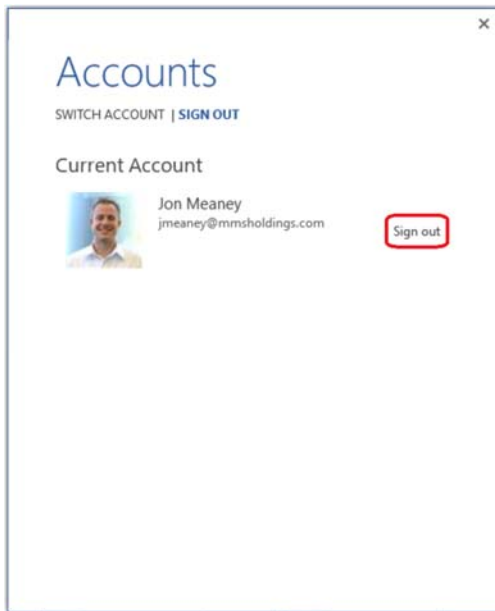 Accounts
SWITCH ACCOUNT | SIGN OUT
Current Account
Jon Meaney
jmeaney@mmsholdings.com
Sign out